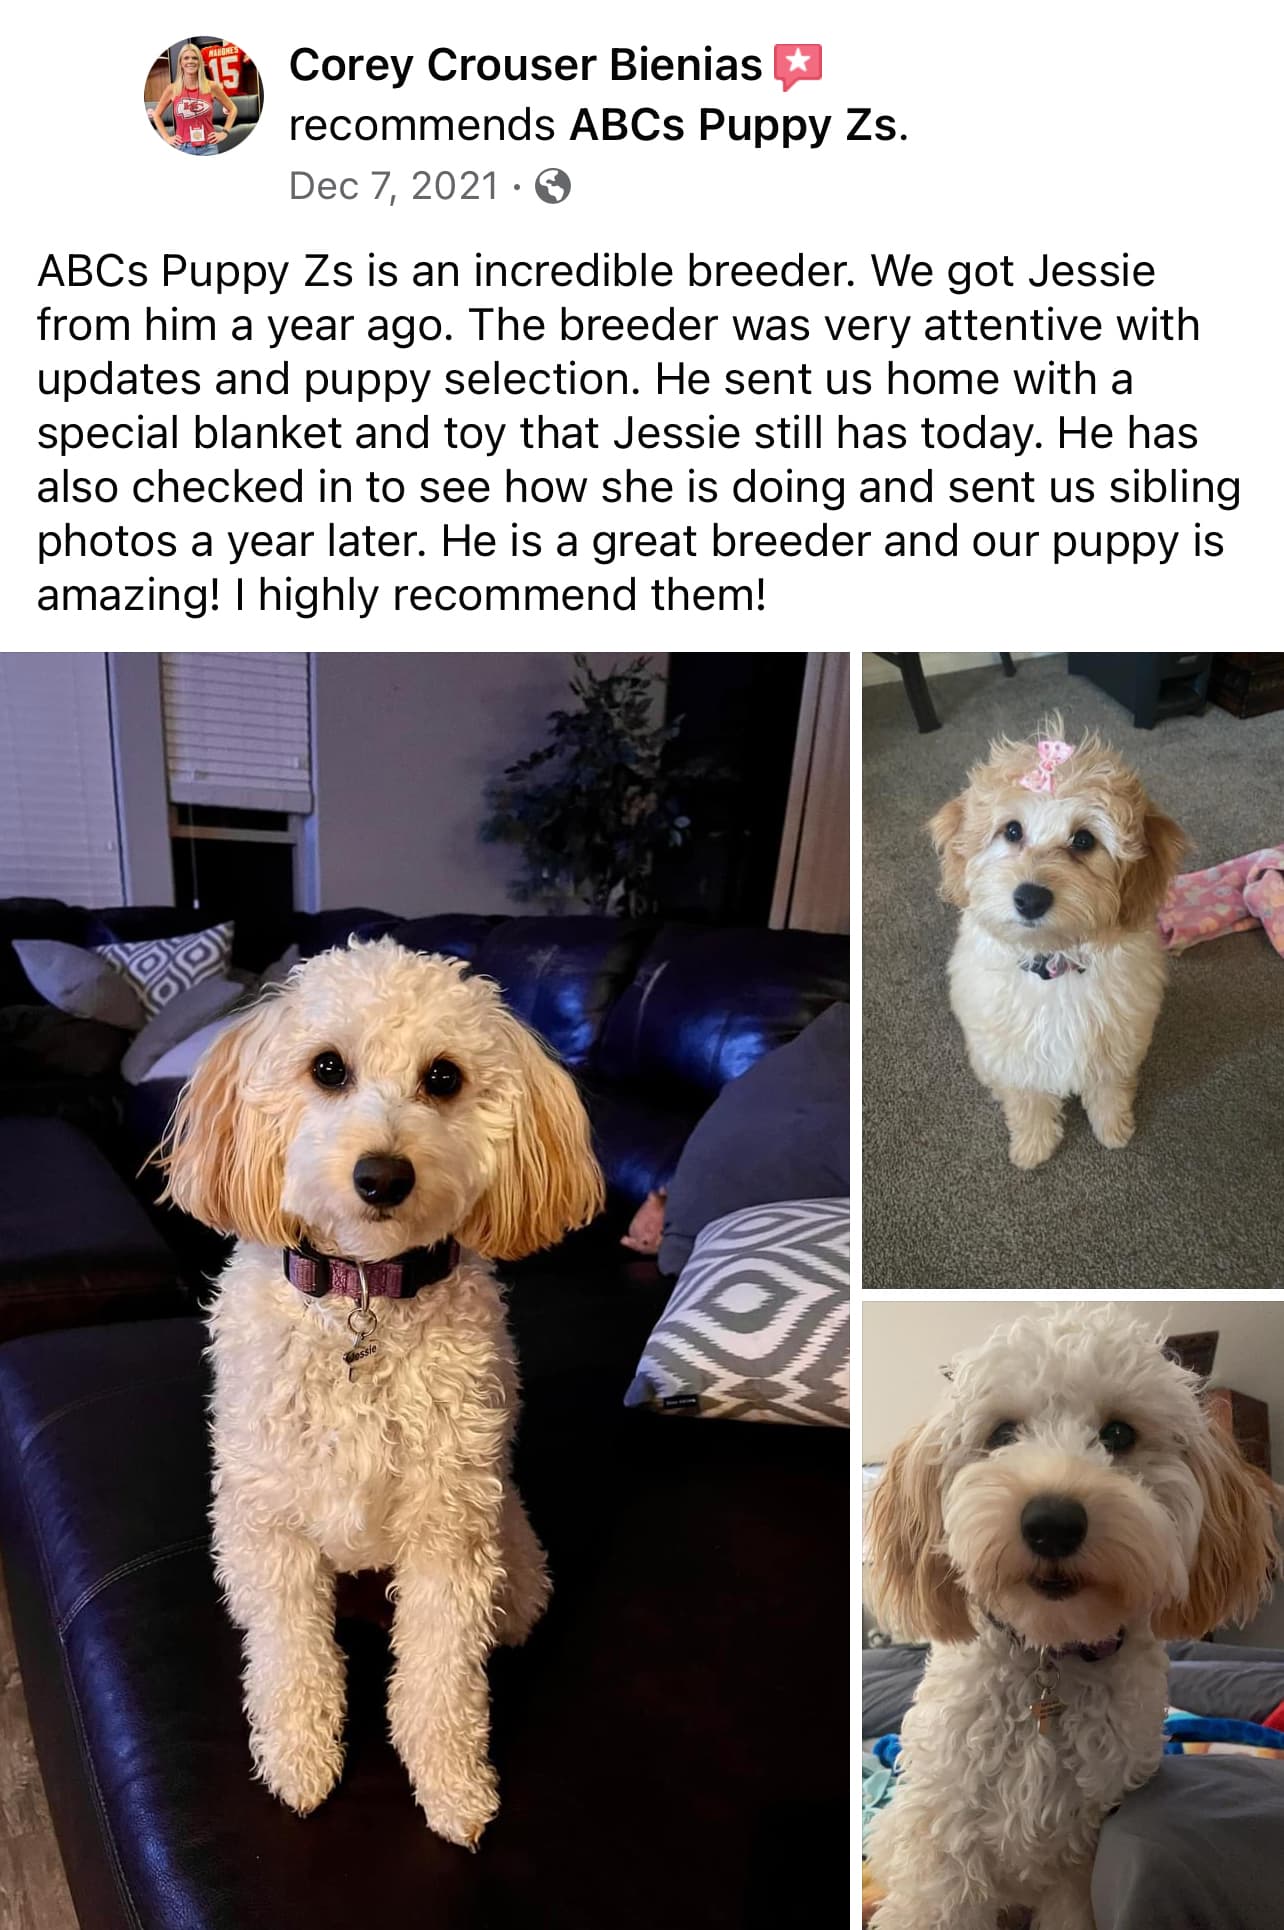 Corey Crouser Bienias
recommends ABCs Puppy Zs.
Dec 7, 2021 ·
ABCs Puppy Zs is an incredible breeder. We got Jessie
from him a year ago. The breeder was very attentive with
updates and puppy selection. He sent us home with a
special blanket and toy that Jessie still has today. He has
also checked in to see how she is doing and sent us sibling
photos a year later. He is a great breeder and our puppy is
amazing! I highly recommend them!
MAHOMES
15
KC
Jessie